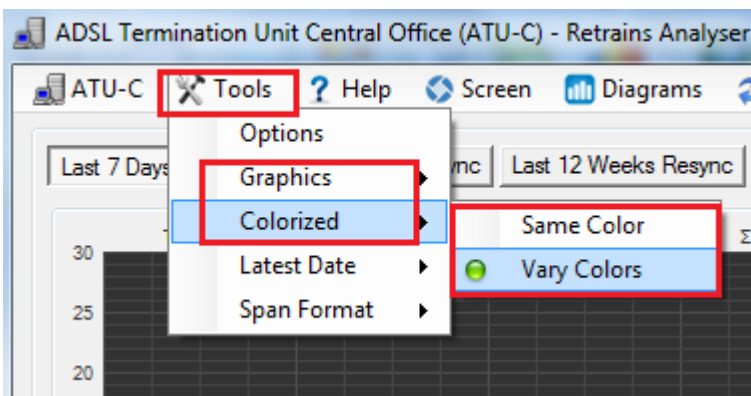 ADSL Termination Unit Central Office (ATU-C) - Retrains Analyser
ATU-C Tools ? Help Screen Diagrams
Options
Last 7 Days Last 12 Weeks Resync
Graphics
Colorized Same Color
30
Latest Date Vary Colors
25 Span Format
20